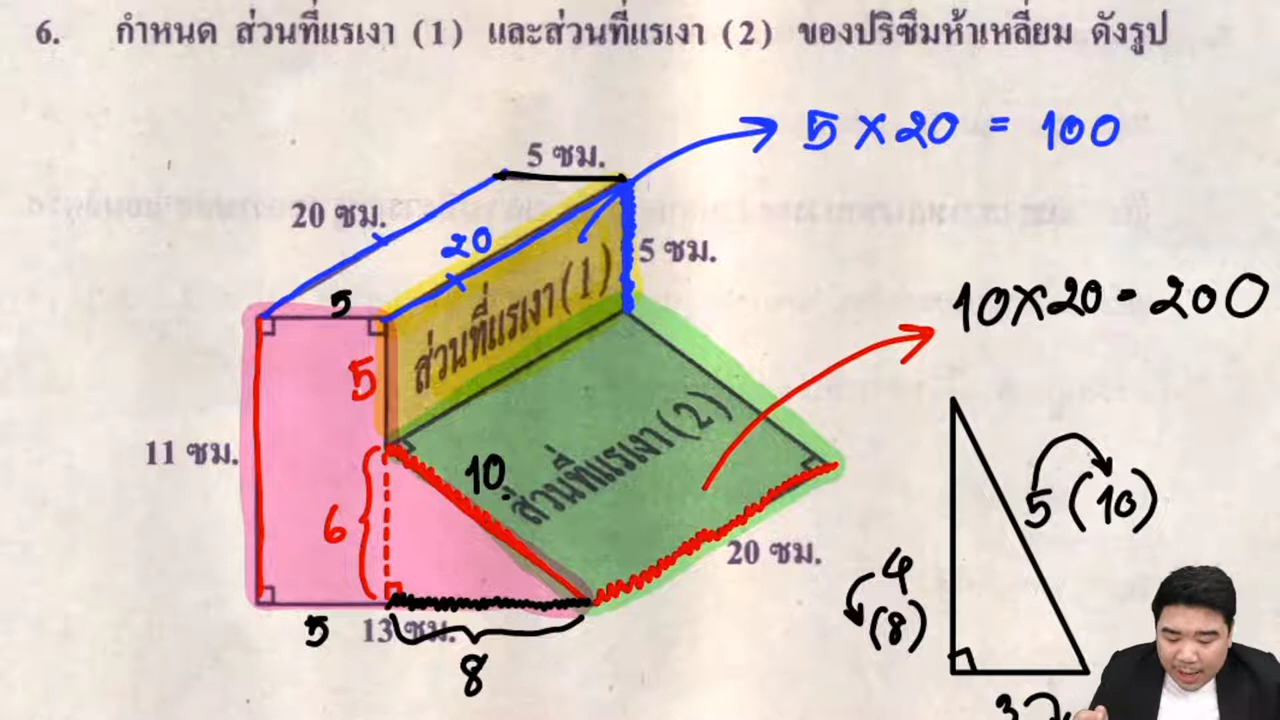 6. กำหนด ส่วนที่แรเงา (1) และส่วนที่แรเงา (2) ของปริซึมห้าเหลี่ยม ดังรูป
5 × 20 = 100
5 ซม.
20 ซม.
20
5 ซม.
5
ส่วนที่แรเงา (1)
10×20 = 200
5
11 ซม.
ส่วนที่แรเงา (2)
10
6
5 (10)
20 ซม.
4
(8)
5
13 ซม.
8
3